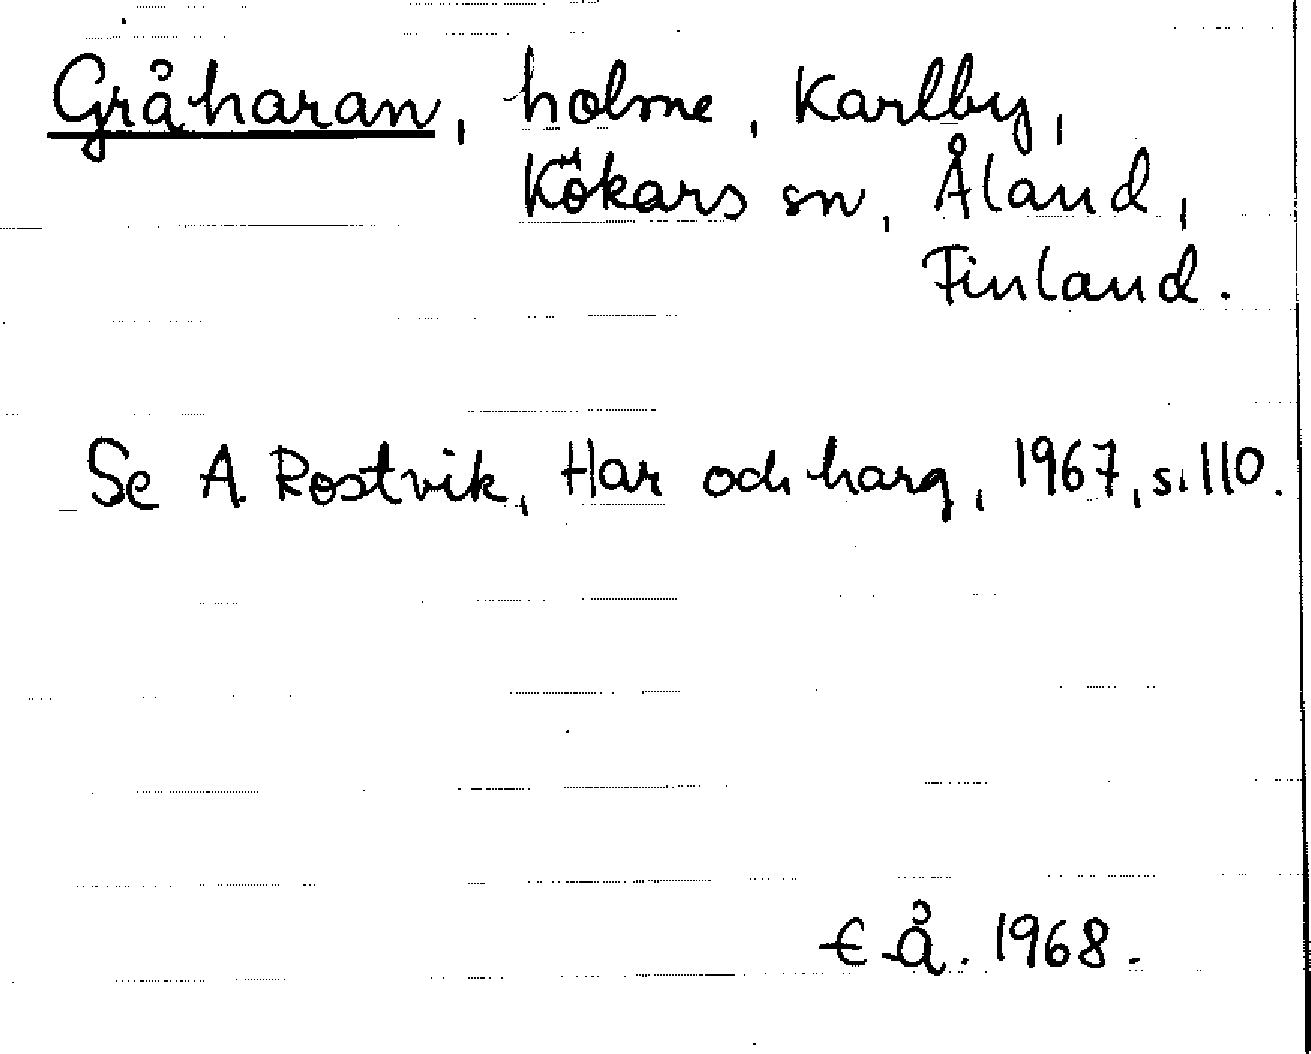 Gråharan, holme, Karlby,
Kökars sn, Åland,
Finland.
Se A. Rostvik, Har och harg, 1967, s. 110.
E.Å. 1968.